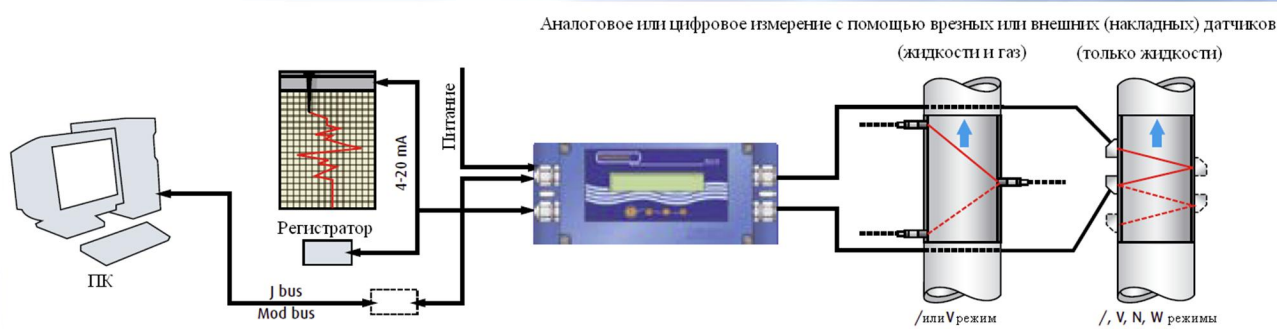 Аналоговое или цифровое измерение с помощью врезных или внешних (накладных) датчиков
(жидкости и газ)
(только жидкости)
Питание
4-20 mA
Регистратор
ПК
J bus
Mod bus
/или V режим
/, V, N, W режимы